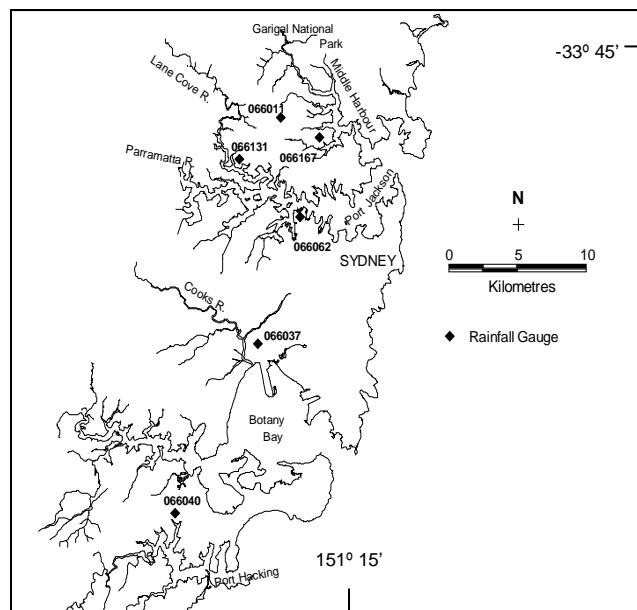 Garigal National
Park
-33º 45'
Lane Cove R.
Middle Harbour
066011
066131
066167
Parramatta R.
Port Jackson
N
066062
SYDNEY
0 5 10
Kilometres
Cooks R.
066037
Rainfall Gauge
Botany
Bay
066040
151º 15'
Port Hacking